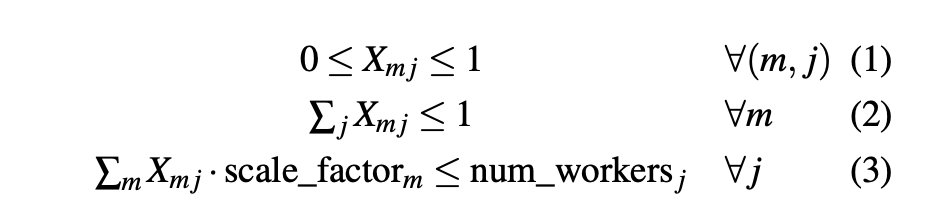 0 ≤ X_{mj} ≤ 1 ∀(m, j) (1)
∑_j X_{mj} ≤ 1 ∀m (2)
∑_m X_{mj} · scale_factor_m ≤ num_workers_j ∀j (3)